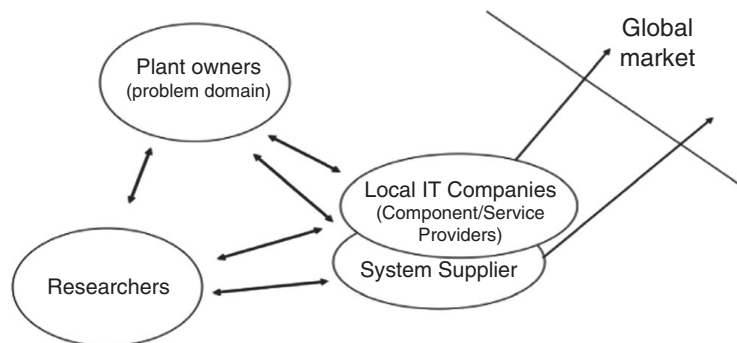 Global
market
Plant owners
(problem domain)
Local IT Companies
(Component/Service
Providers)
System Supplier
Researchers